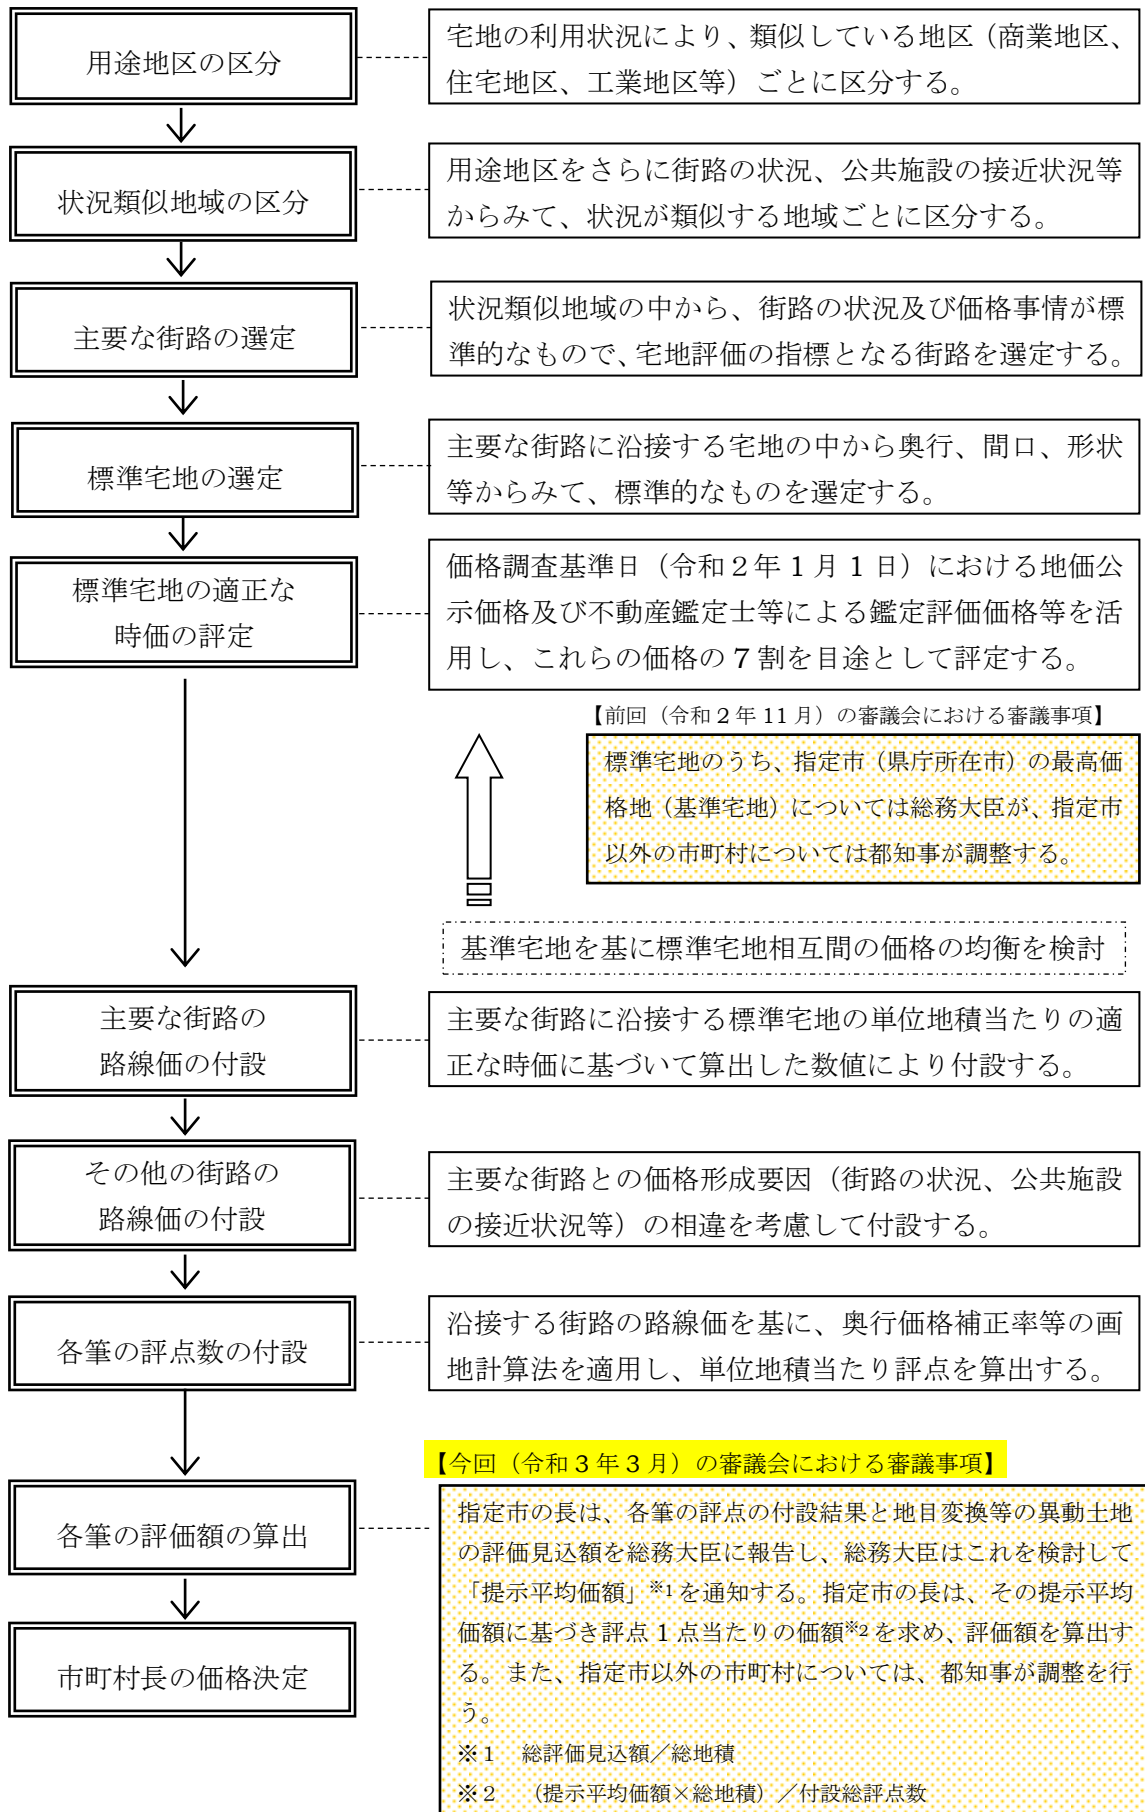 用途地区の区分
宅地の利用状況により、類似している地区（商業地区、
住宅地区、工業地区等）ごとに区分する。
状況類似地域の区分
用途地区をさらに街路の状況、公共施設の接近状況等
からみて、状況が類似する地域ごとに区分する。
主要な街路の選定
状況類似地域の中から、街路の状況及び価格事情が標
準的なもので、宅地評価の指標となる街路を選定する。
標準宅地の選定
主要な街路に沿接する宅地の中から奥行、間口、形状
等からみて、標準的なものを選定する。
標準宅地の適正な
時価の評定
価格調査基準日（令和２年１月１日）における地価公
示価格及び不動産鑑定士等による鑑定評価価格等を活
用し、これらの価格の７割を目途として評定する。
【前回（令和２年 11 月）の審議会における審議事項】
標準宅地のうち、指定市（県庁所在市）の最高価
格地（基準宅地）については総務大臣が、指定市
以外の市町村については都知事が調整する。
基準宅地を基に標準宅地相互間の価格の均衡を検討
主要な街路の
路線価の付設
主要な街路に沿接する標準宅地の単位地積当たりの適
正な時価に基づいて算出した数値により付設する。
その他の街路の
路線価の付設
主要な街路との価格形成要因（街路の状況、公共施設
の接近状況等）の相違を考慮して付設する。
各筆の評点数の付設
沿接する街路の路線価を基に、奥行価格補正率等の画
地計算法を適用し、単位地積当たり評点を算出する。
【今回（令和３年３月）の審議会における審議事項】
各筆の評価額の算出
指定市の長は、各筆の評点の付設結果と地目変換等の異動土地
の評価見込額を総務大臣に報告し、総務大臣はこれを検討して
「提示平均価額」※1 を通知する。指定市の長は、その提示平均
価額に基づき評点１点当たりの価額※2 を求め、評価額を算出す
る。また、指定市以外の市町村については、都知事が調整を行
う。
※１　総評価見込額／総地積
※２　（提示平均価額×総地積）／付設総評点数
市町村長の価格決定